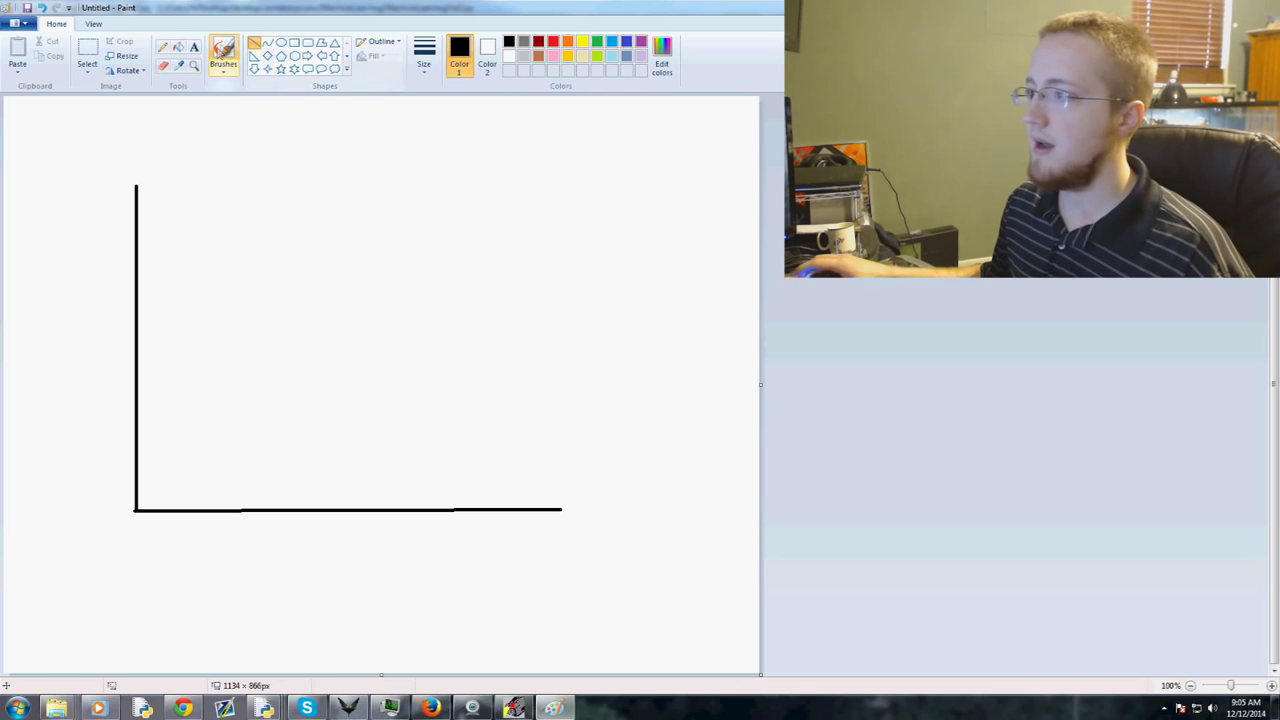 Untitled - Paint
Home View
Paste
Cut
Copy
Clipboard
Select
Crop
Resize
Rotate
Image
A
Tools
Brushes
Outline
Fill
Shapes
Size
Color 1
Color 2
Edit colors
Colors
1134 × 866px
100%
9:05 AM
12/12/2014